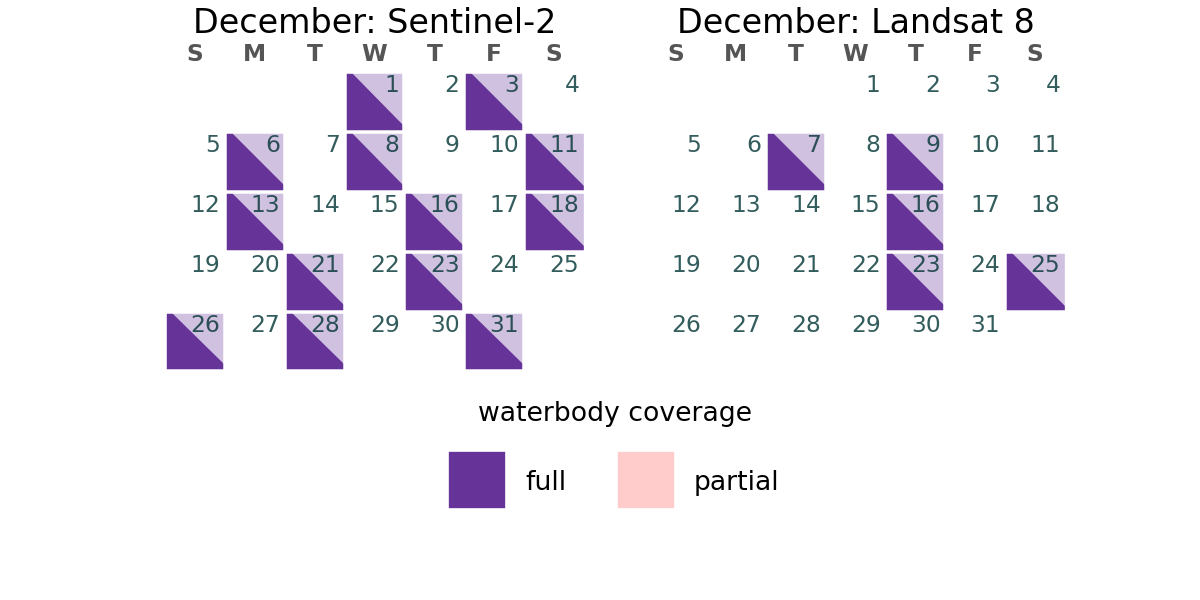 December: Sentinel-2
S M T W T F S
1 2 3 4
5 6 7 8 9 10 11
12 13 14 15 16 17 18
19 20 21 22 23 24 25
26 27 28 29 30 31
December: Landsat 8
S M T W T F S
1 2 3 4
5 6 7 8 9 10 11
12 13 14 15 16 17 18
19 20 21 22 23 24 25
26 27 28 29 30 31
waterbody coverage
full partial